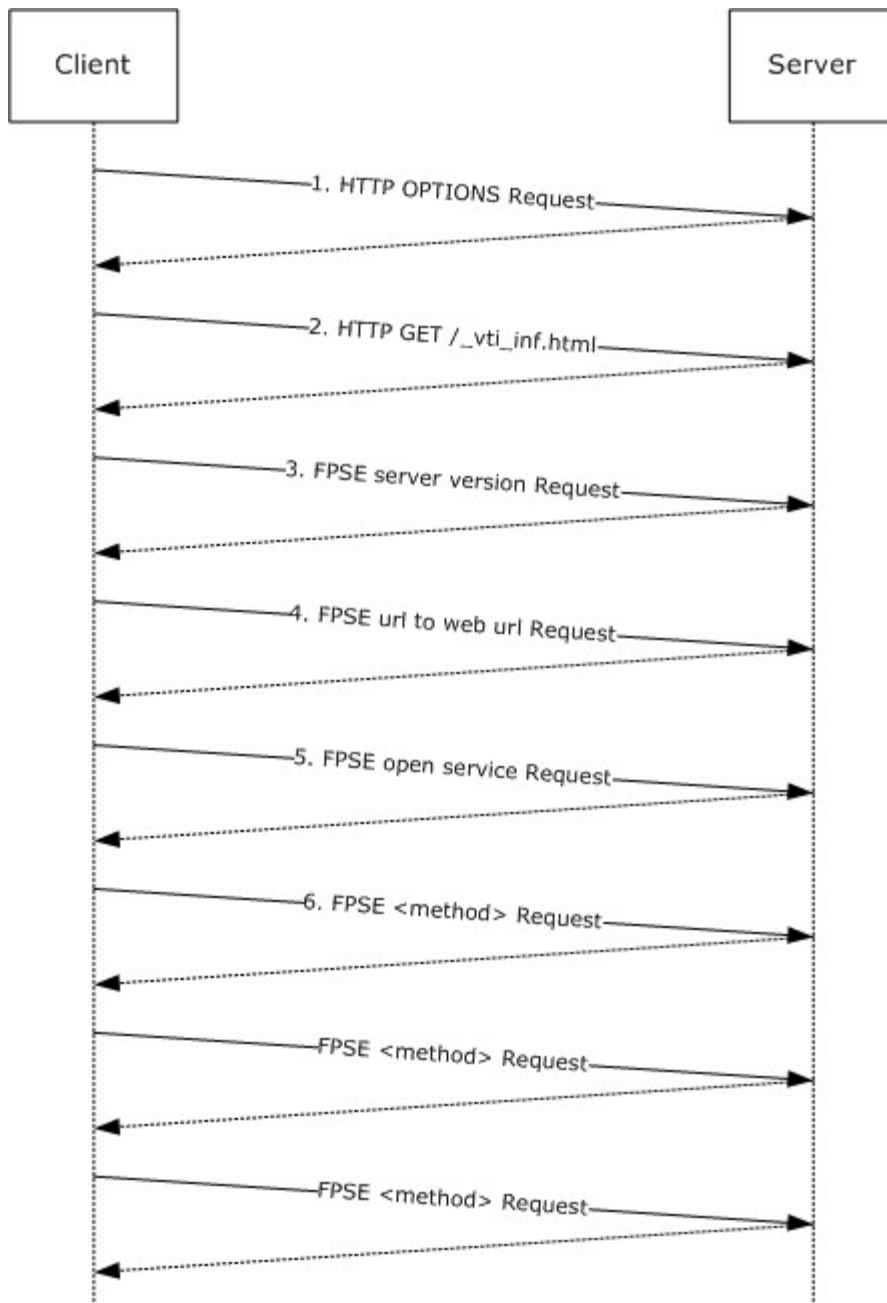 Client
Server
1. HTTP OPTIONS Request
2. HTTP GET /_vti_inf.html
3. FPSE server version Request
4. FPSE url to web url Request
5. FPSE open service Request
6. FPSE <method> Request
FPSE <method> Request
FPSE <method> Request